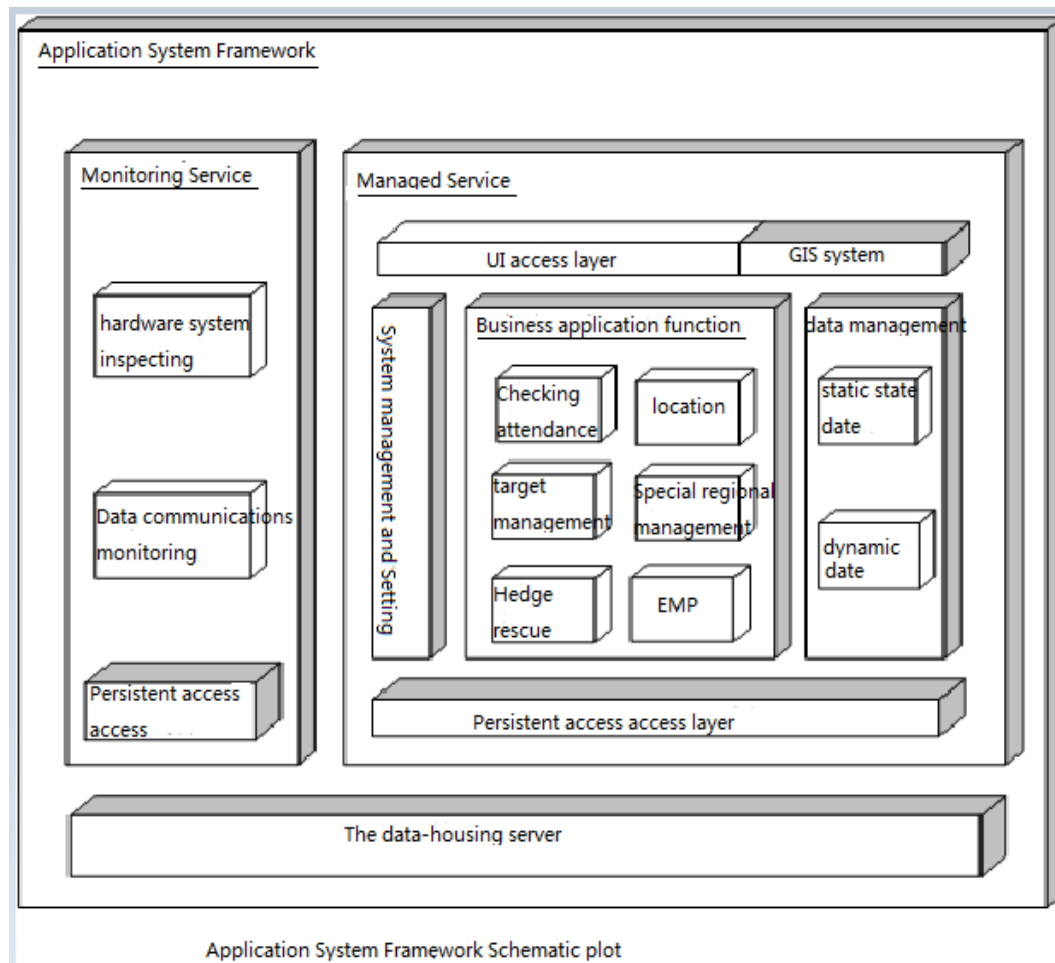 Application System Framework
Monitoring Service
hardware system
inspecting
Data communications
monitoring
Persistent access
access
Managed Service
UI access layer
GIS system
System management and Setting
Business application function
Checking
attendance
location
target
management
Special regional
management
Hedge
rescue
EMP
data management
static state
date
dynamic
date
Persistent access access layer
The data-housing server
Application System Framework Schematic plot